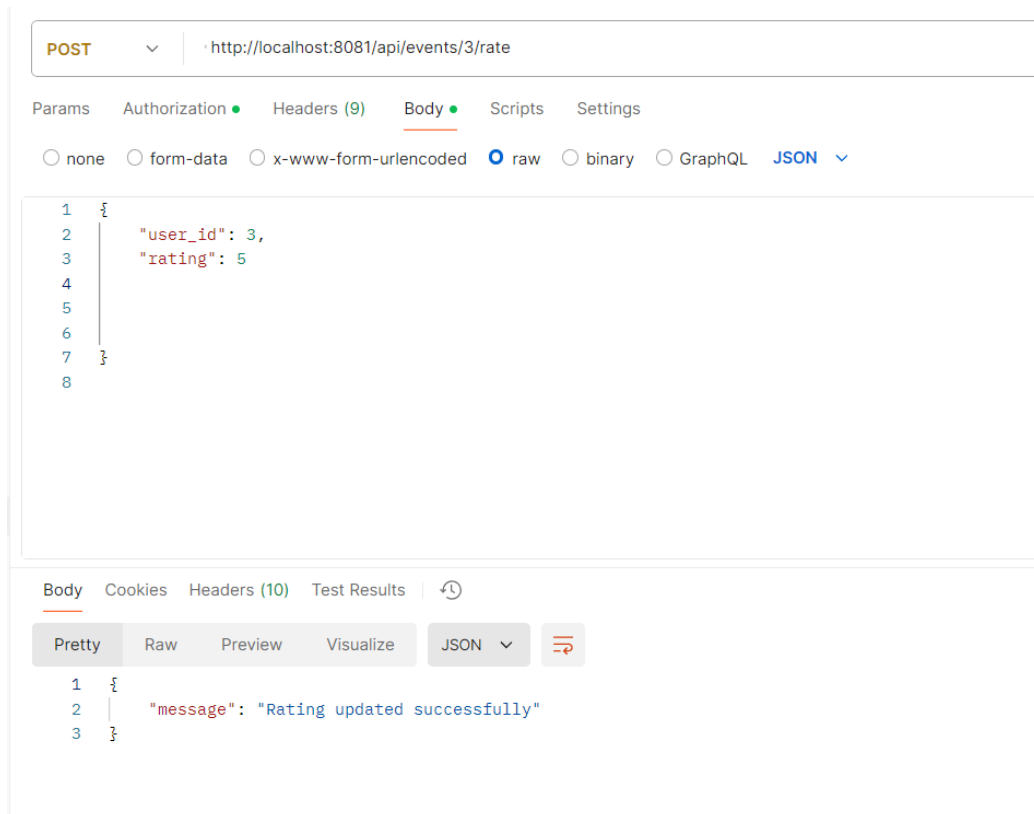 POST http://localhost:8081/api/events/3/rate
Params Authorization Headers (9) Body Scripts Settings
none form-data x-www-form-urlencoded raw binary GraphQL JSON
1 {
2 "user_id": 3,
3 "rating": 5
4
5
6
7 }
8
Body Cookies Headers (10) Test Results
Pretty Raw Preview Visualize JSON
1 {
2 "message": "Rating updated successfully"
3 }